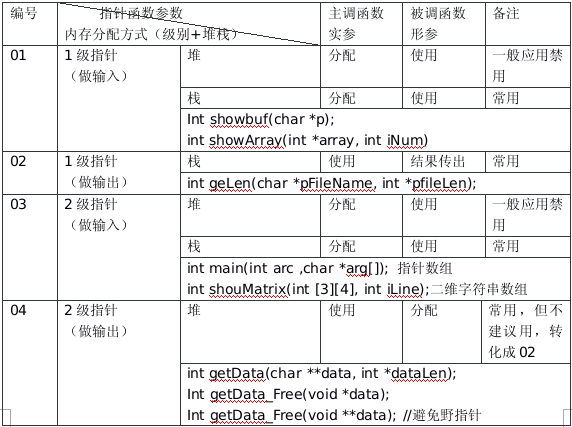 编号 指针函数参数 主调函数 被调函数 备注
内存分配方式（级别+堆栈） 实参 形参
01 1级指针 堆 分配 使用 一般应用禁
（做输入） 用
栈 分配 使用 常用
Int showbuf(char *p);
int showArray(int *array, int iNum)
02 1级指针 栈 使用 结果传出 常用
（做输出） int geLen(char *pFileName, int *pfileLen);
03 2级指针 堆 分配 使用 一般应用禁
（做输入） 用
栈 分配 使用 常用
int main(int arc ,char *arg[]); 指针数组
int shouMatrix(int [3][4], int iLine);二维字符串数组
04 2级指针 堆 使用 分配 常用，但不
（做输出） 建议用，转
化成 02
int getData(char **data, int *dataLen);
Int getData_Free(void *data);
Int getData_Free(void **data); //避免野指针